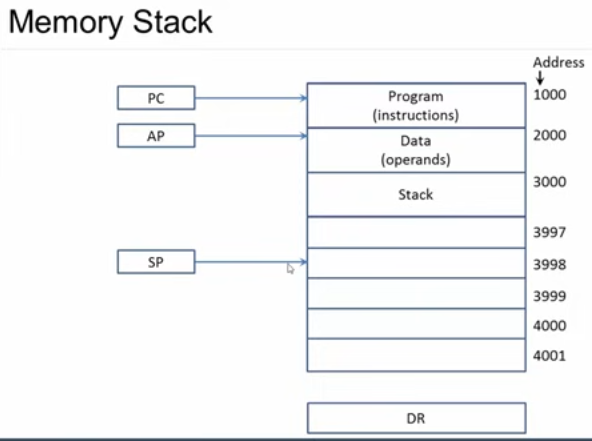 Memory Stack
Address
PC
Program
(instructions)
1000
AP
Data
(operands)
2000
Stack
3000
3997
SP
3998
3999
4000
4001
DR